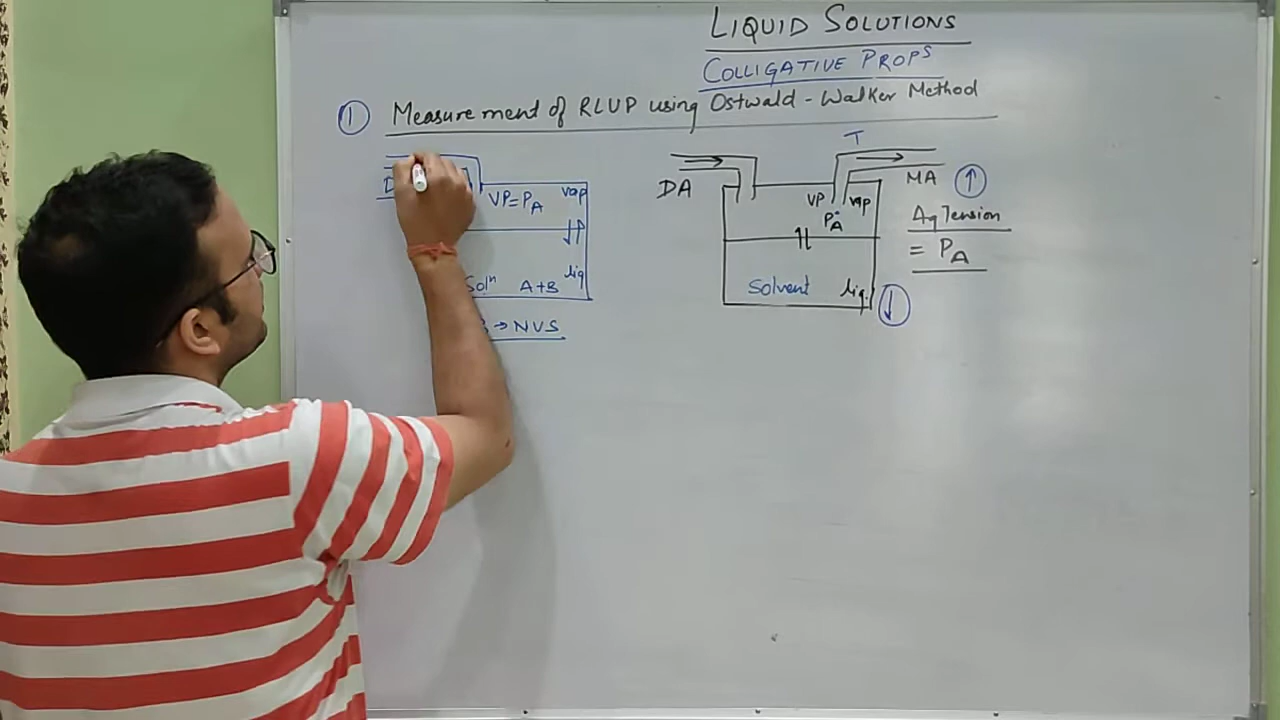 LIQUID SOLUTIONS
COLLIGATIVE PROPS
① Measurement of RLVP using Ostwald - Walker Method
VP=PA vap
liq
Solⁿ A+B
→ NVS
T
DA
MA ↑
VP vap
P°A
Aq Tension
= PA
Solvent liq. ↓